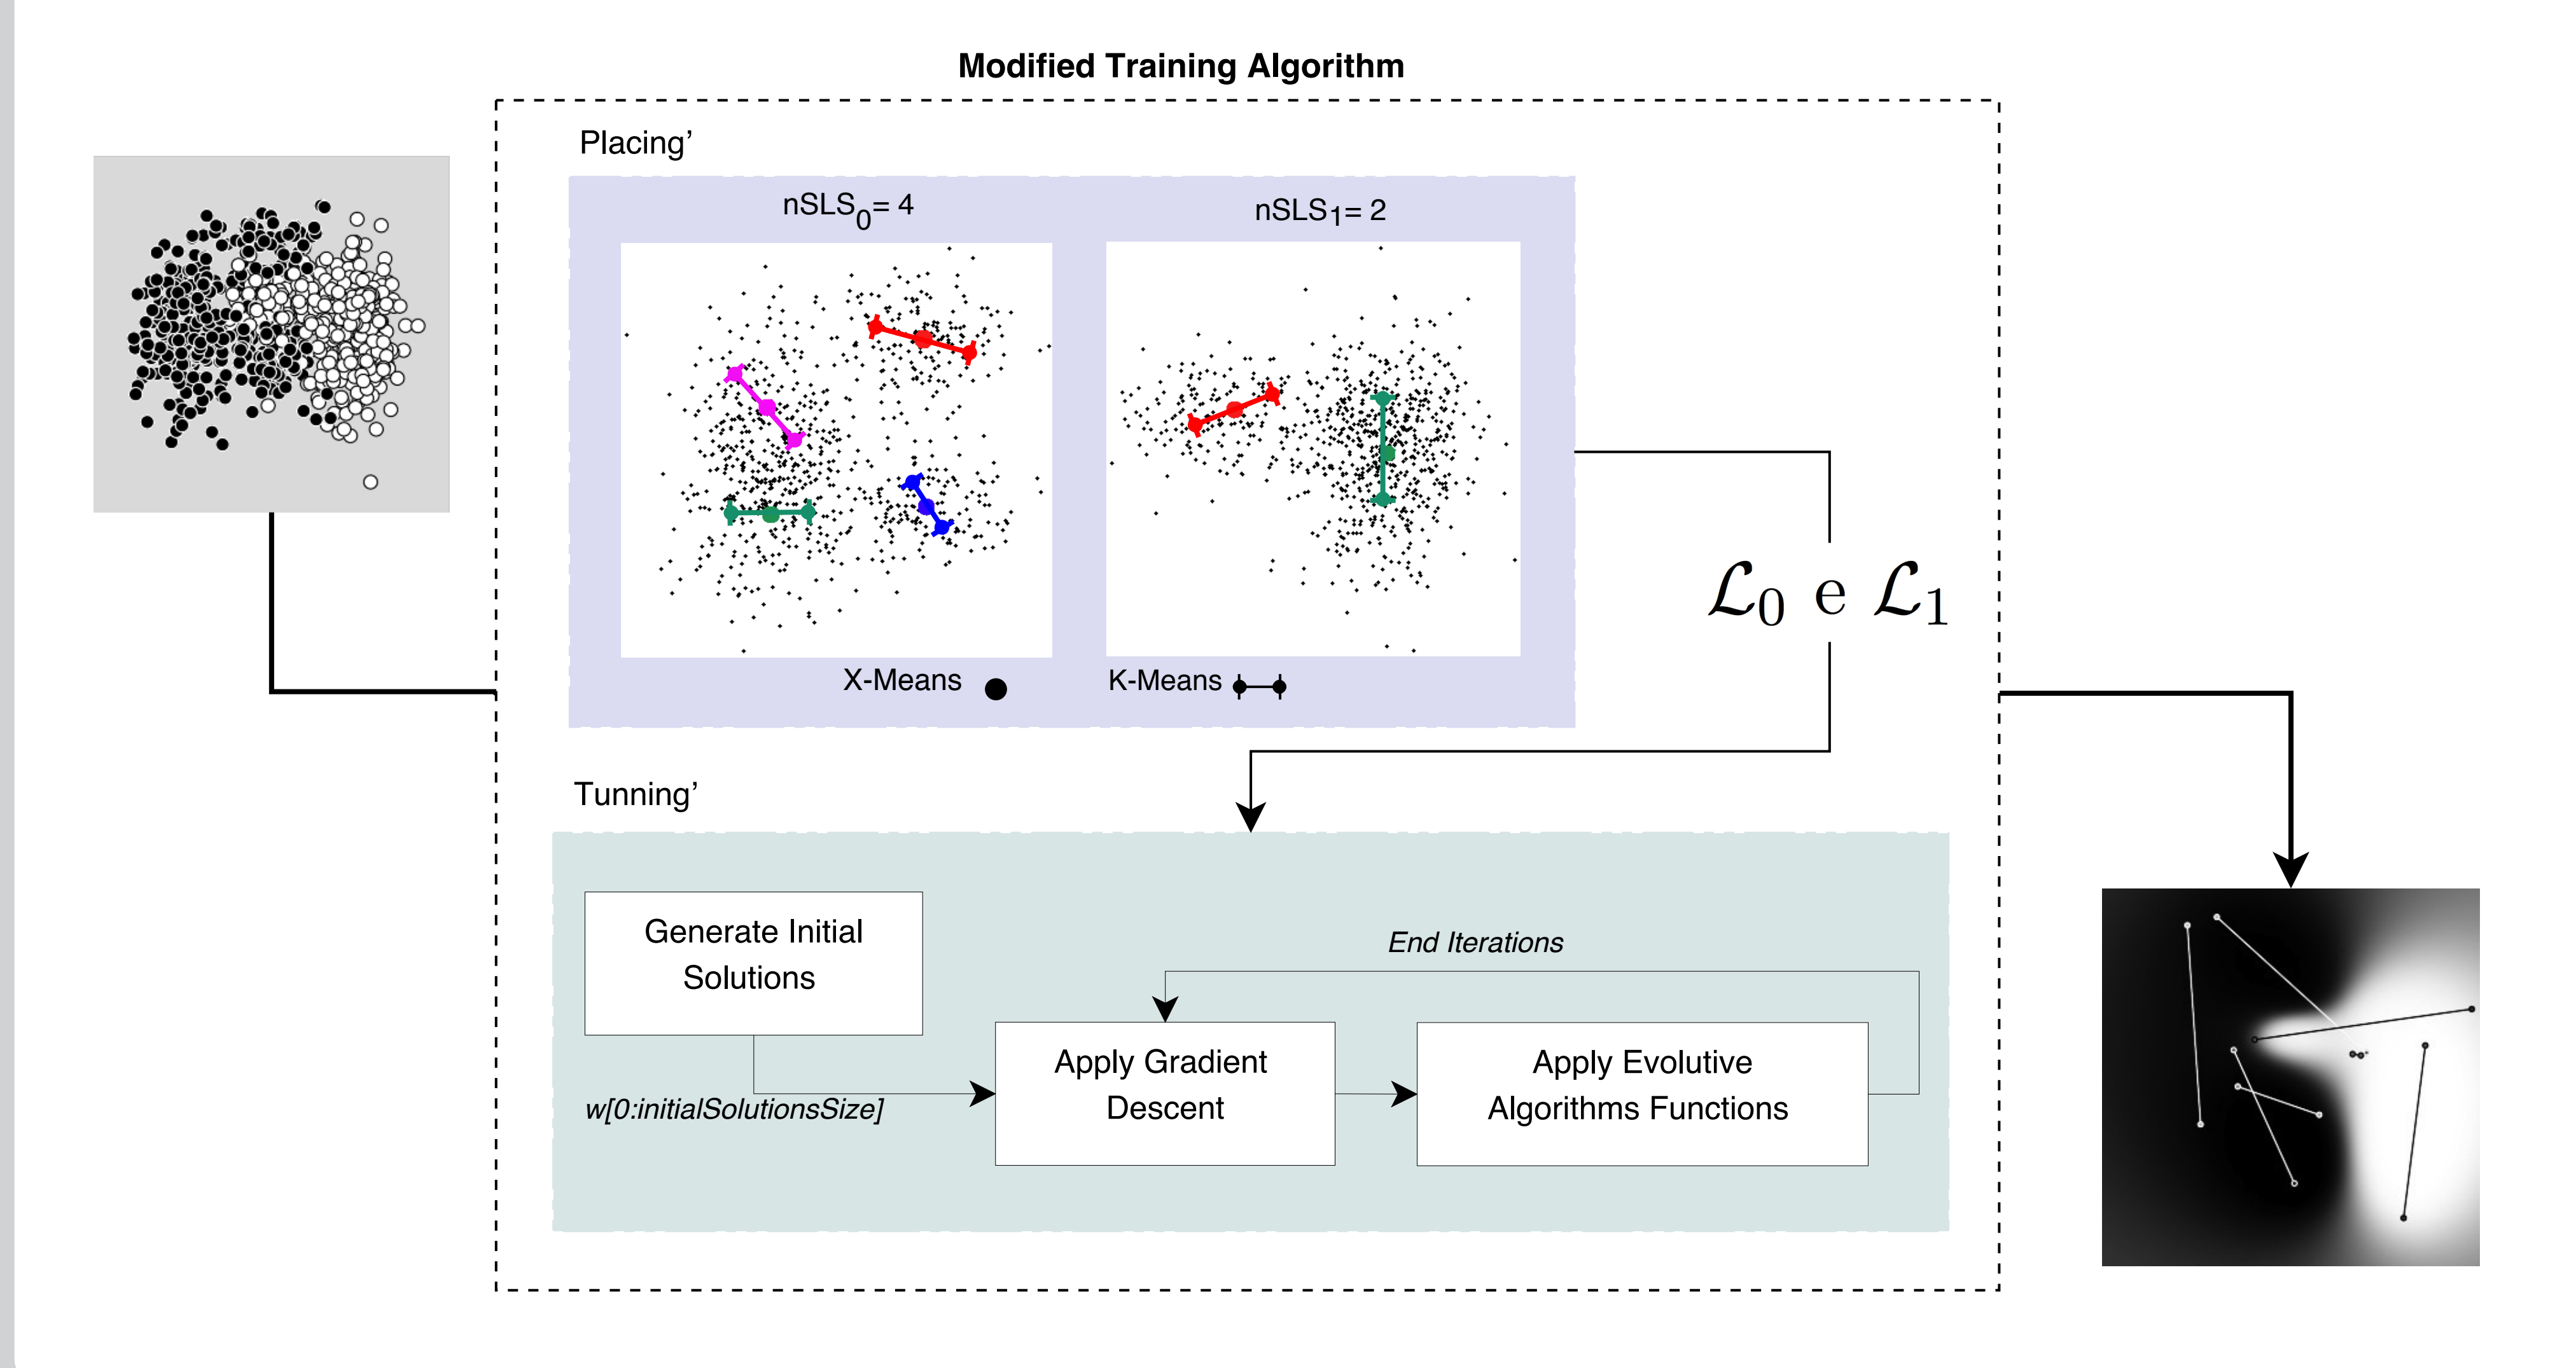 Modified Training Algorithm
Placing’
nSLS0= 4
nSLS1= 2
X-Means
K-Means
ℒ0 e ℒ1
Tunning’
Generate Initial
Solutions
End Iterations
Apply Gradient
Descent
Apply Evolutive
Algorithms Functions
w[0:initialSolutionsSize]